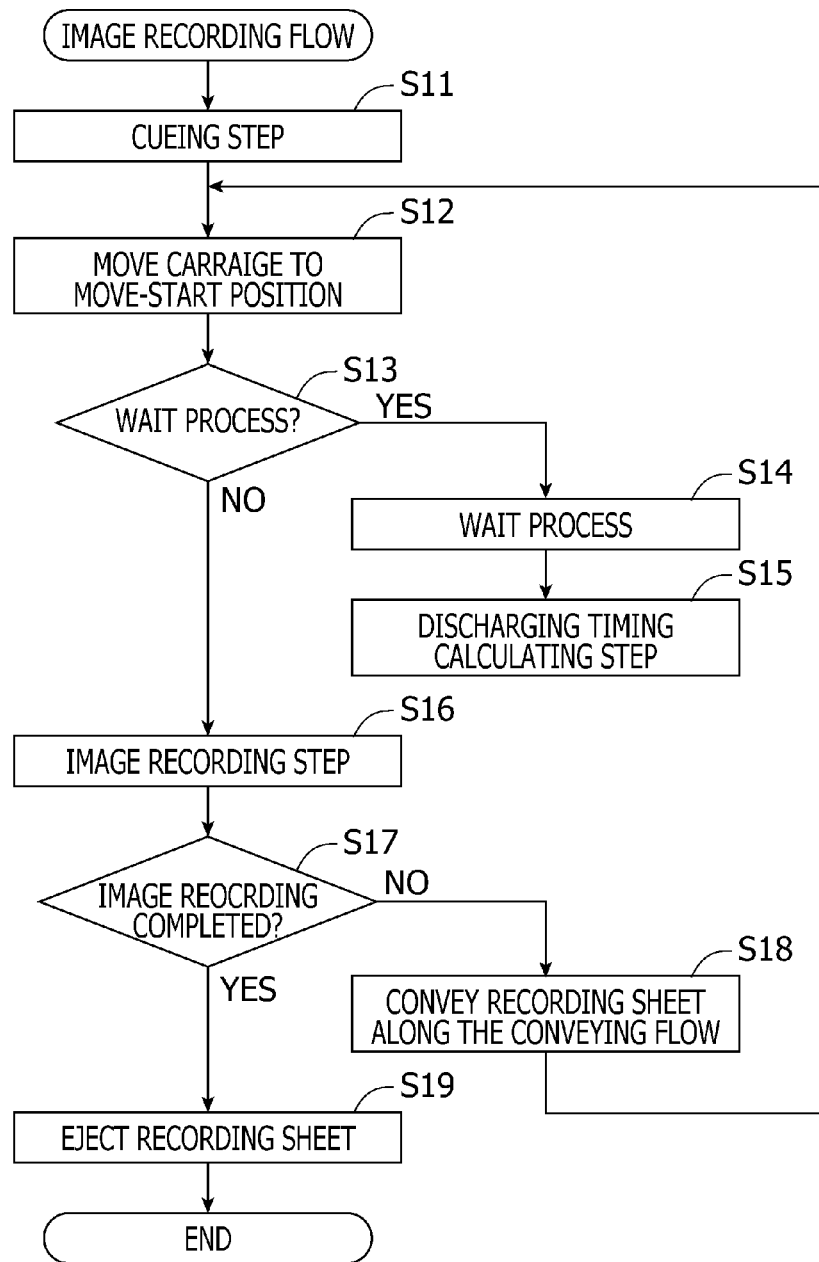 IMAGE RECORDING FLOW
S11
CUEING STEP
S12
MOVE CARRAIGE TO
MOVE-START POSITION
S13
WAIT PROCESS?
YES
NO
S14
WAIT PROCESS
S15
DISCHARGING TIMING
CALCULATING STEP
S16
IMAGE RECORDING STEP
S17
IMAGE REOCRDING
COMPLETED?
NO
YES
S18
CONVEY RECORDING SHEET
ALONG THE CONVEYING FLOW
S19
EJECT RECORDING SHEET
END